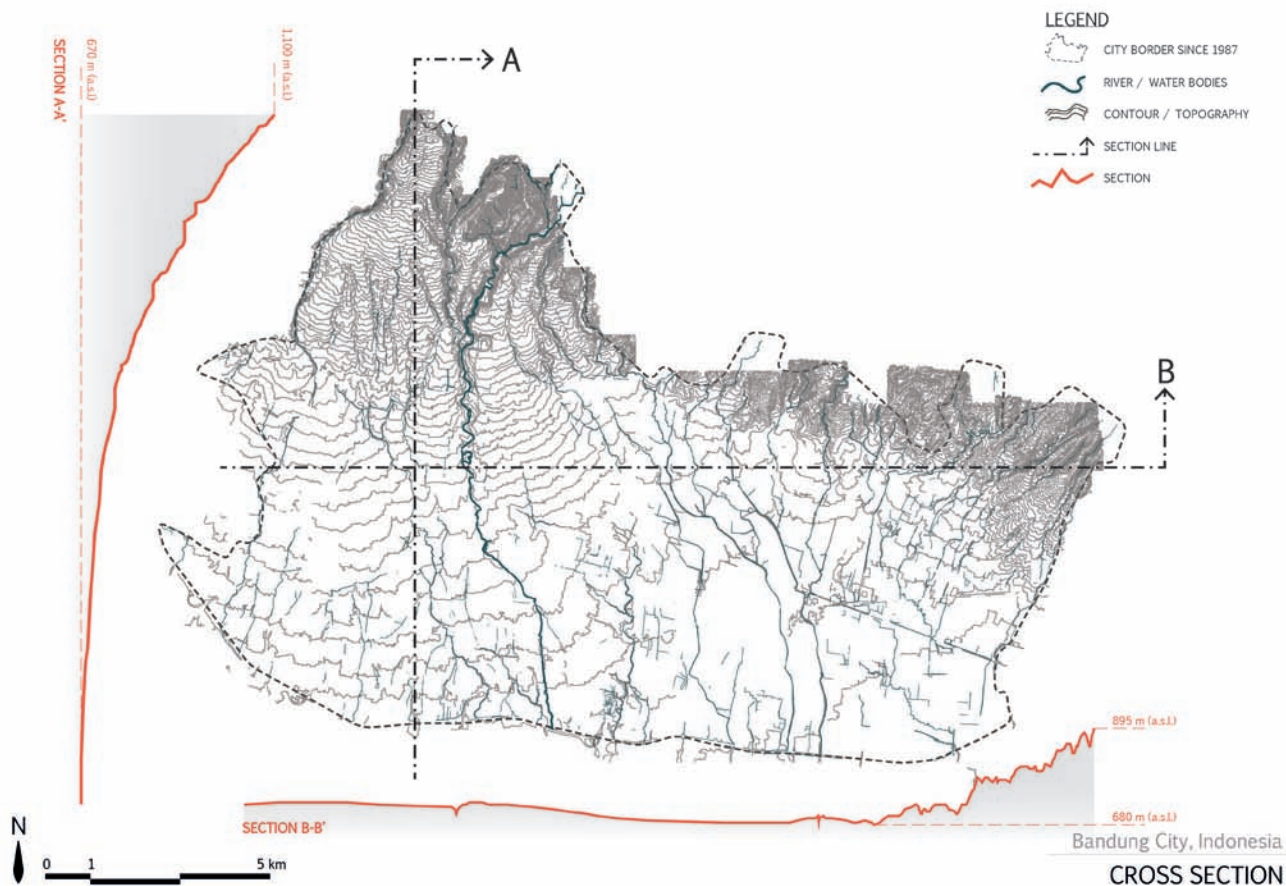 SECTION A-A'
670 m (a.s.l)
1,100 m (a.s.l.)
A
LEGEND
CITY BORDER SINCE 1987
RIVER / WATER BODIES
CONTOUR / TOPOGRAPHY
SECTION LINE
SECTION
B
895 m (a.s.l.)
SECTION B-B'
680 m (a.s.l.)
N
0 1 5 km
Bandung City, Indonesia
CROSS SECTION